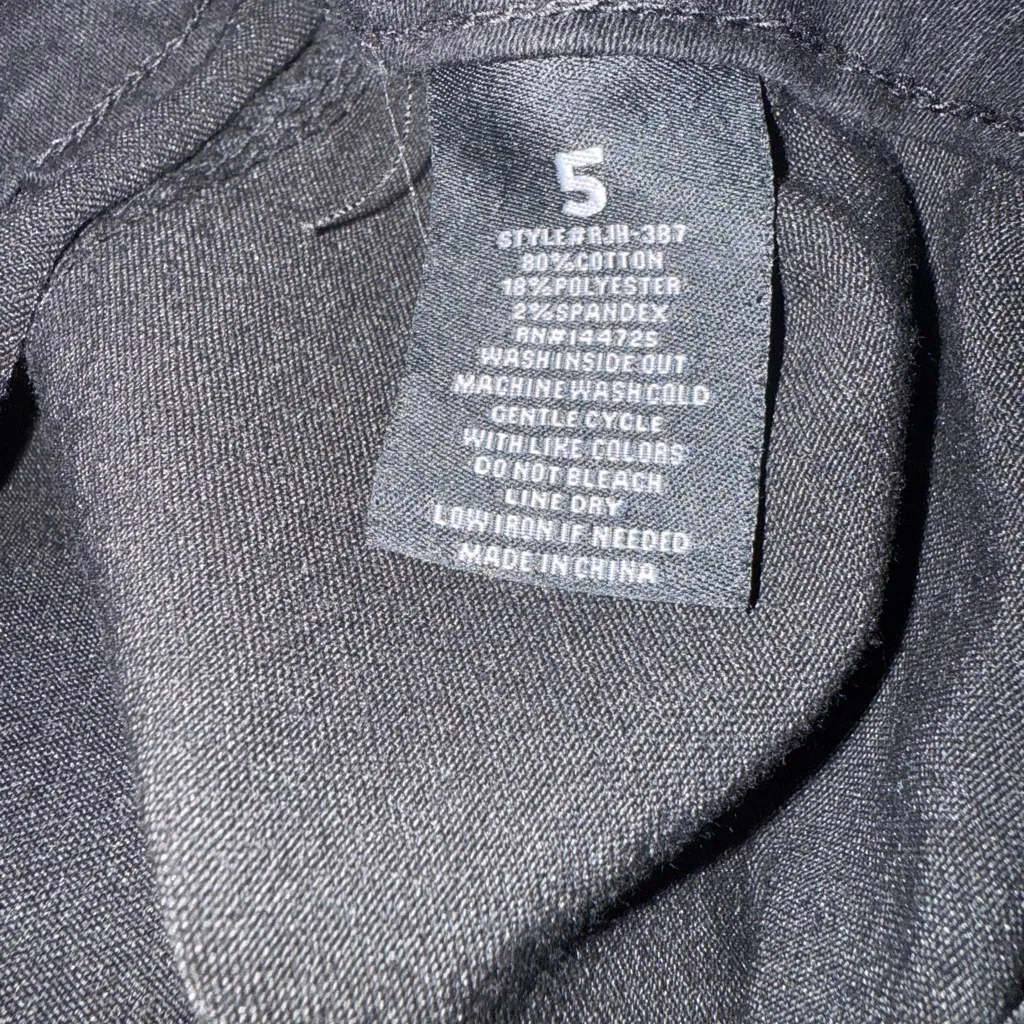 5
STYLE#RJH-387
80%COTTON
18%POLYESTER
2%SPANDEX
RN#144725
WASH INSIDE OUT
MACHINE WASH COLD
GENTLE CYCLE
WITH LIKE COLORS
DO NOT BLEACH
LINE DRY
LOW IRON IF NEEDED
MADE IN CHINA